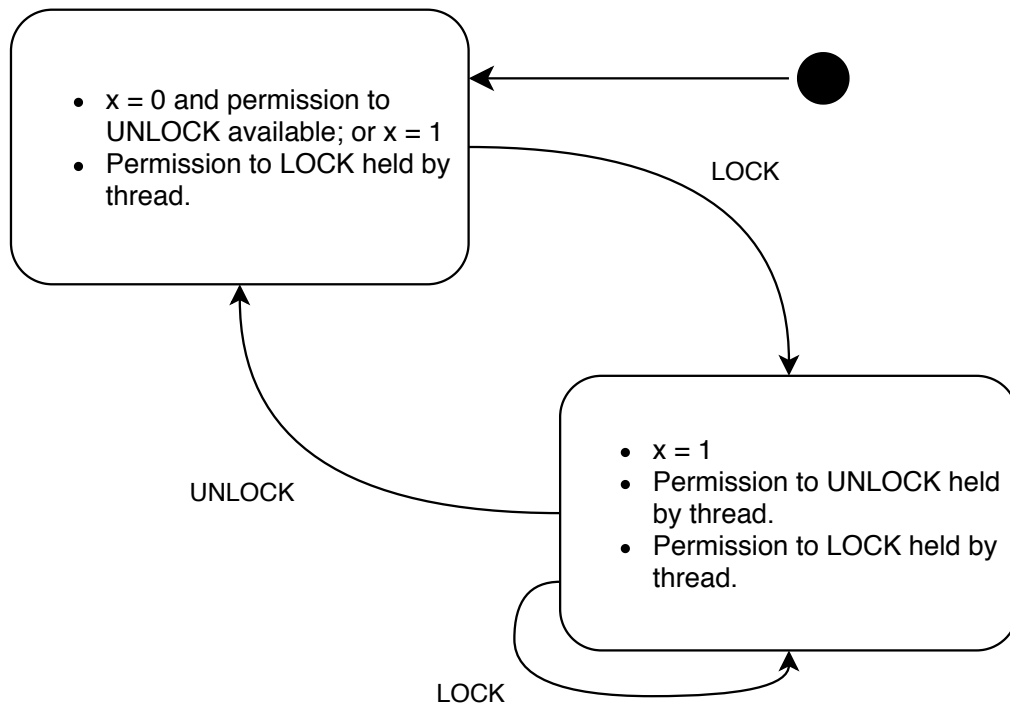 • x = 0 and permission to
UNLOCK available; or x = 1
• Permission to LOCK held by
thread.
LOCK
UNLOCK
• x = 1
• Permission to UNLOCK held
by thread.
• Permission to LOCK held by
thread.
LOCK